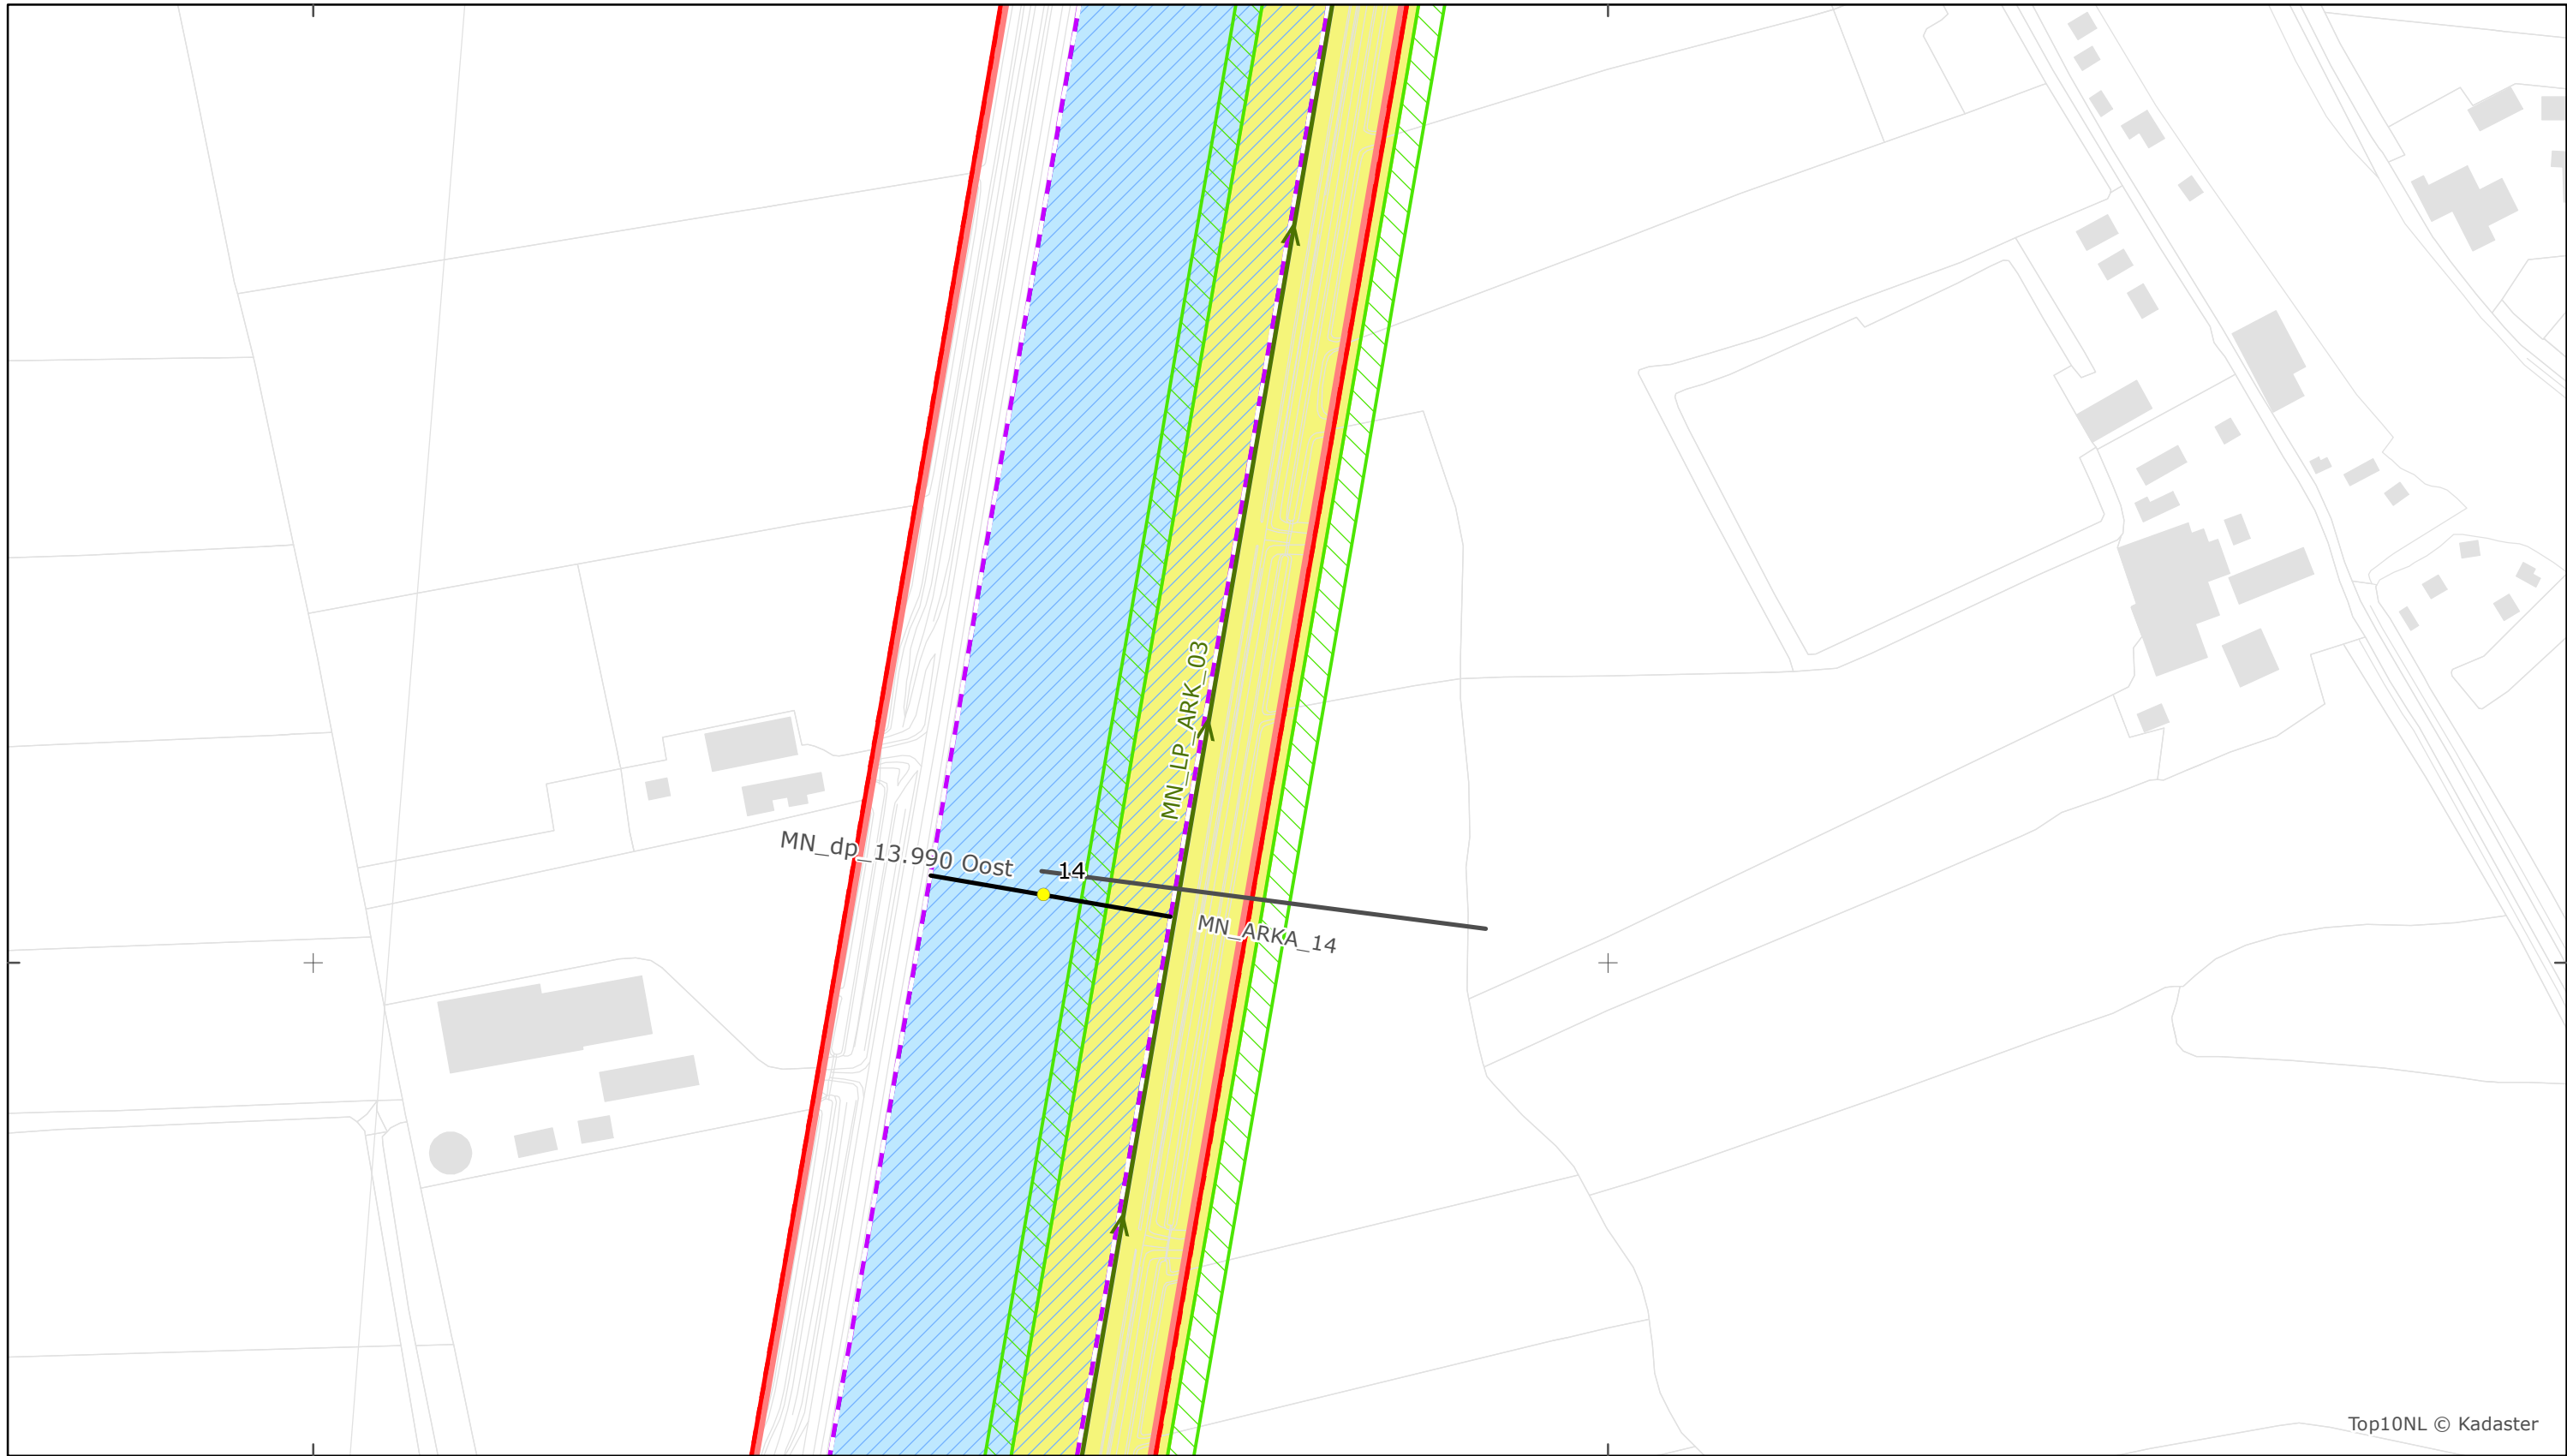 MN_LP_ARK_03
MN_dp_13.990 Oost
14
MN_ARKA_14
Top10NL © Kadaster